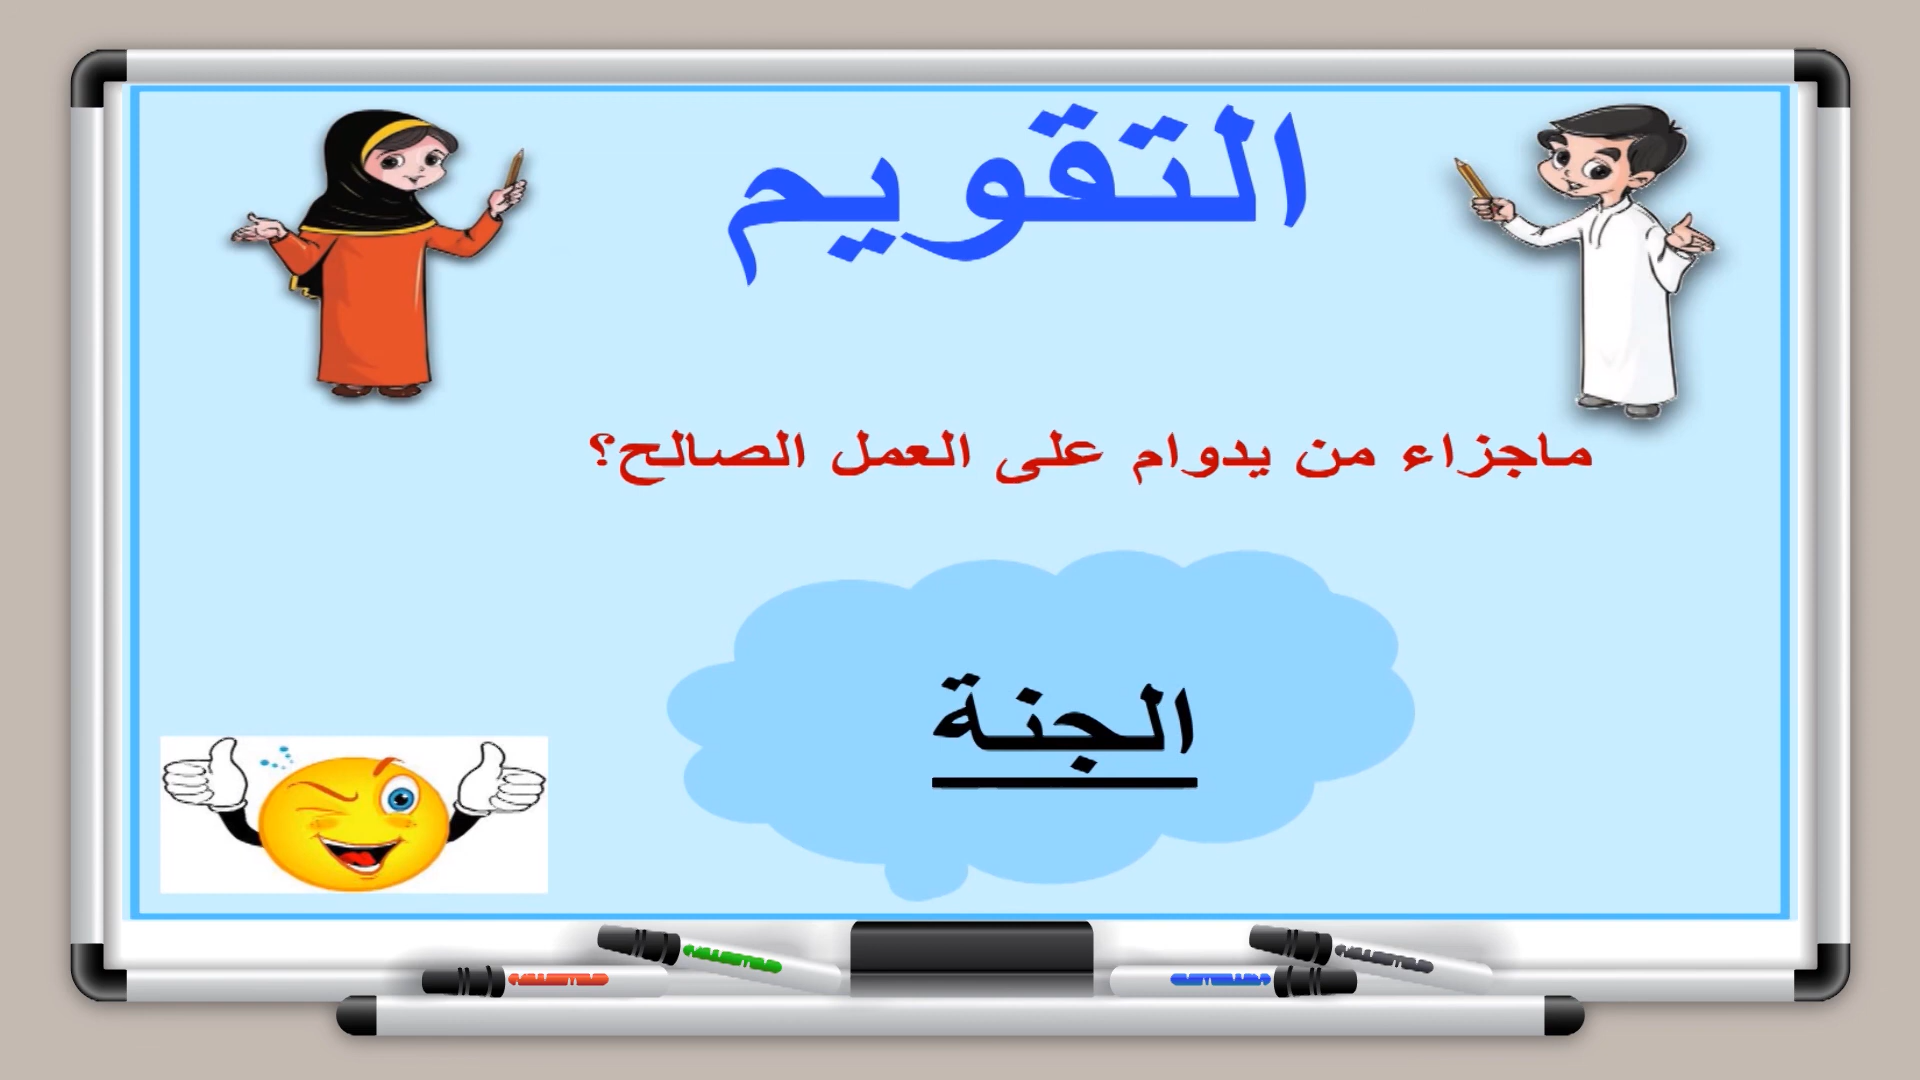 التقويم
ماجزاء من يدوام على العمل الصالح؟
الجنة